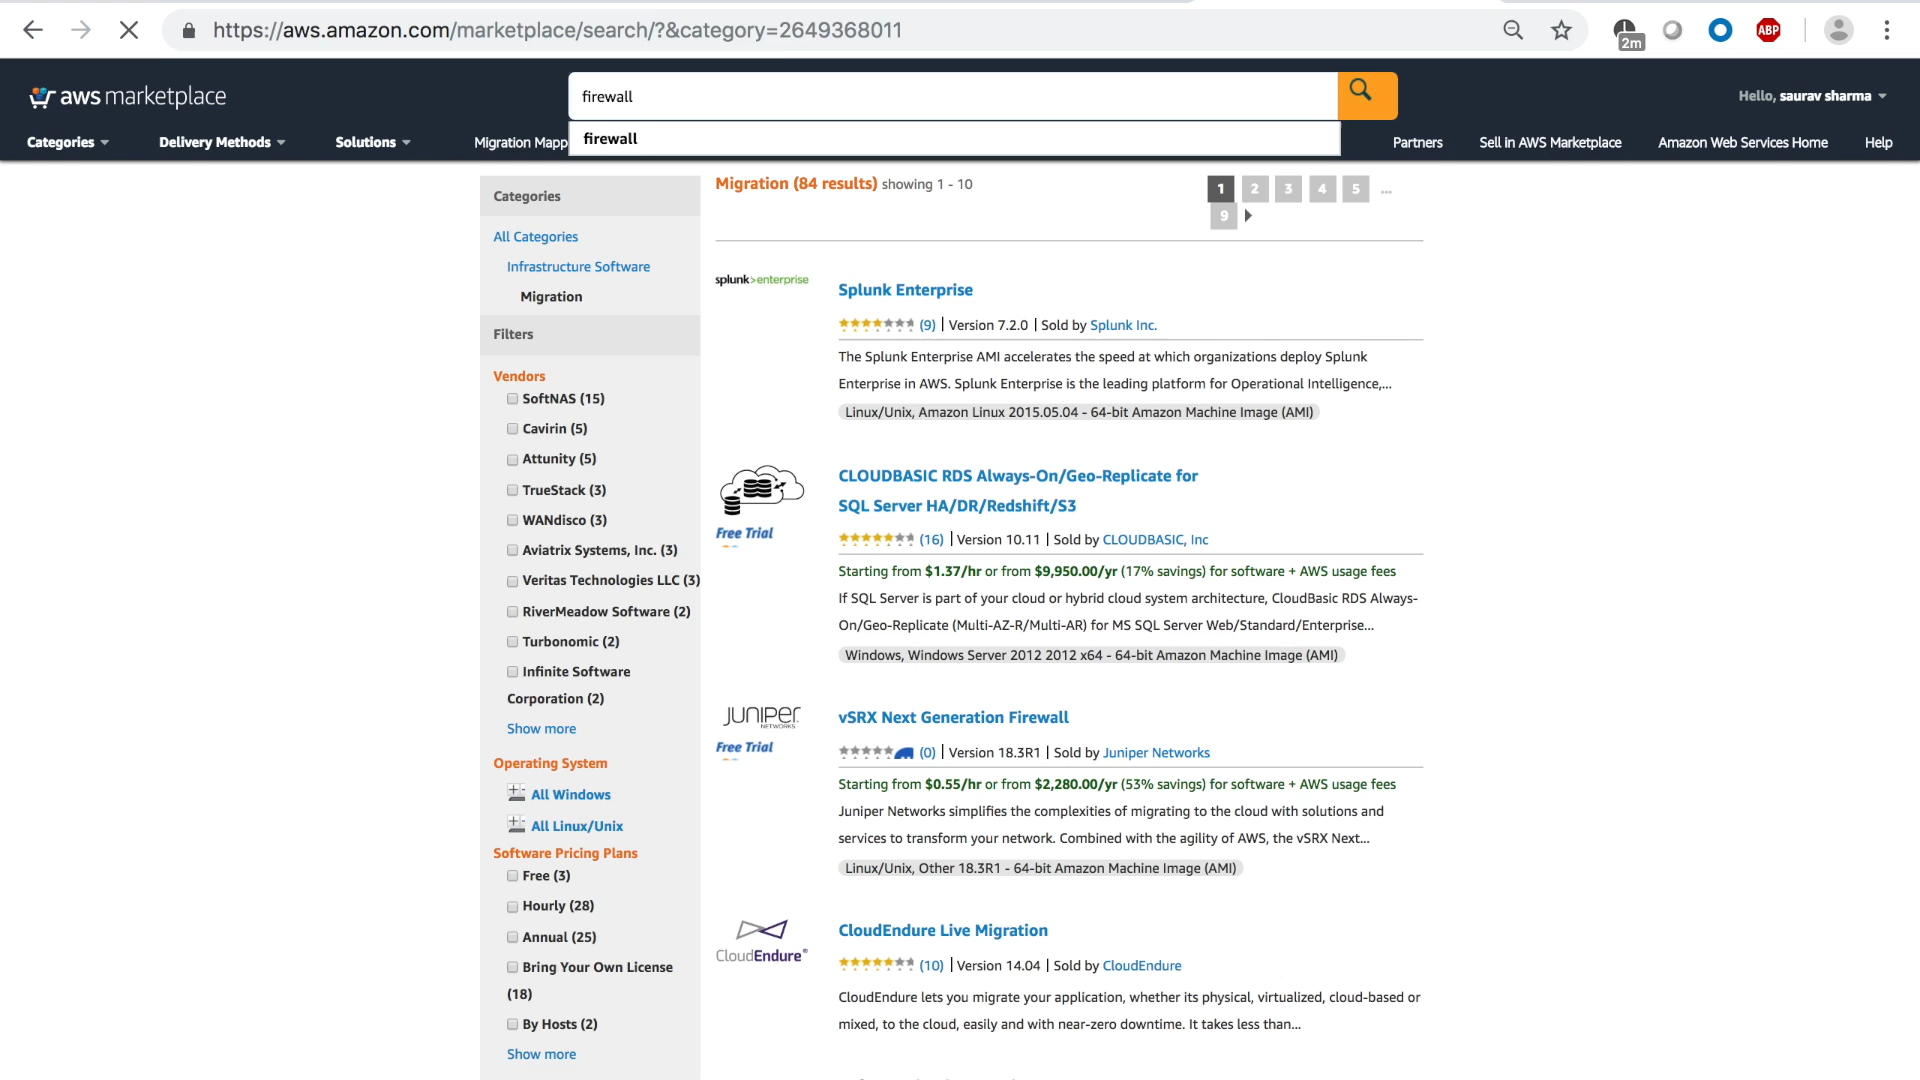 https://aws.amazon.com/marketplace/search/?&category=2649368011
2m
ABP
aws marketplace
firewall
Hello, saurav sharma
Categories
Delivery Methods
Solutions
Migration Mapp
firewall
Partners
Sell in AWS Marketplace
Amazon Web Services Home
Help
Categories
All Categories
Infrastructure Software
Migration
Filters
Vendors
SoftNAS (15)
Cavirin (5)
Attunity (5)
TrueStack (3)
WANdisco (3)
Aviatrix Systems, Inc. (3)
Veritas Technologies LLC (3)
RiverMeadow Software (2)
Turbonomic (2)
Infinite Software
Corporation (2)
Show more
Operating System
All Windows
All Linux/Unix
Software Pricing Plans
Free (3)
Hourly (28)
Annual (25)
Bring Your Own License
(18)
By Hosts (2)
Show more
Migration (84 results) showing 1 - 10
1 2 3 4 5 ...
9
splunk>enterprise
Splunk Enterprise
(9) | Version 7.2.0 | Sold by Splunk Inc.
The Splunk Enterprise AMI accelerates the speed at which organizations deploy Splunk
Enterprise in AWS. Splunk Enterprise is the leading platform for Operational Intelligence,...
Linux/Unix, Amazon Linux 2015.05.04 - 64-bit Amazon Machine Image (AMI)
Free Trial
CLOUDBASIC RDS Always-On/Geo-Replicate for
SQL Server HA/DR/Redshift/S3
(16) | Version 10.11 | Sold by CLOUDBASIC, Inc
Starting from $1.37/hr or from $9,950.00/yr (17% savings) for software + AWS usage fees
If SQL Server is part of your cloud or hybrid cloud system architecture, CloudBasic RDS Always-
On/Geo-Replicate (Multi-AZ-R/Multi-AR) for MS SQL Server Web/Standard/Enterprise...
Windows, Windows Server 2012 2012 x64 - 64-bit Amazon Machine Image (AMI)
JUNIPER
NETWORKS
Free Trial
vSRX Next Generation Firewall
(0) | Version 18.3R1 | Sold by Juniper Networks
Starting from $0.55/hr or from $2,280.00/yr (53% savings) for software + AWS usage fees
Juniper Networks simplifies the complexities of migrating to the cloud with solutions and
services to transform your network. Combined with the agility of AWS, the vSRX Next...
Linux/Unix, Other 18.3R1 - 64-bit Amazon Machine Image (AMI)
CloudEndure®
CloudEndure Live Migration
(10) | Version 14.04 | Sold by CloudEndure
CloudEndure lets you migrate your application, whether its physical, virtualized, cloud-based or
mixed, to the cloud, easily and with near-zero downtime. It takes less than...